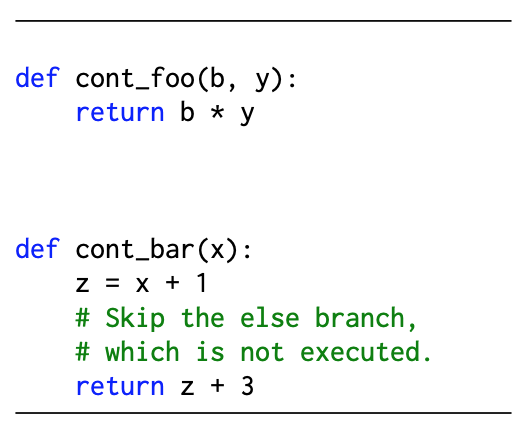 def cont_foo(b, y):
    return b * y
def cont_bar(x):
    z = x + 1
    # Skip the else branch,
    # which is not executed.
    return z + 3